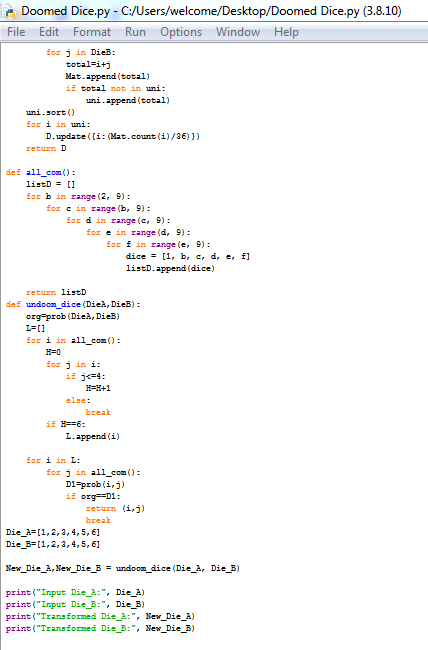 Doomed Dice.py - C:/Users/welcome/Desktop/Doomed Dice.py (3.8.10)
File Edit Format Run Options Window Help
        for j in DieB:
            total=i+j
            Mat.append(total)
            if total not in uni:
                uni.append(total)
    uni.sort()
    for i in uni:
        D.update({i:(Mat.count(i)/36)})
    return D

def all_com():
    listD = []
    for b in range(2, 9):
        for c in range(b, 9):
            for d in range(c, 9):
                for e in range(d, 9):
                    for f in range(e, 9):
                        dice = [1, b, c, d, e, f]
                        listD.append(dice)

    return listD
def undoom_dice(DieA,DieB):
    org=prob(DieA,DieB)
    L=[]
    for i in all_com():
        H=0
        for j in i:
            if j<=4:
                H=H+1
            else:
                break
        if H==6:
            L.append(i)

    for i in L:
        for j in all_com():
            D1=prob(i,j)
            if org==D1:
                return (i,j)
                break
Die_A=[1,2,3,4,5,6]
Die_B=[1,2,3,4,5,6]

New_Die_A,New_Die_B = undoom_dice(Die_A, Die_B)

print("Input Die_A:", Die_A)
print("Input Die_B:", Die_B)
print("Transformed Die_A:", New_Die_A)
print("Transformed Die_B:", New_Die_B)